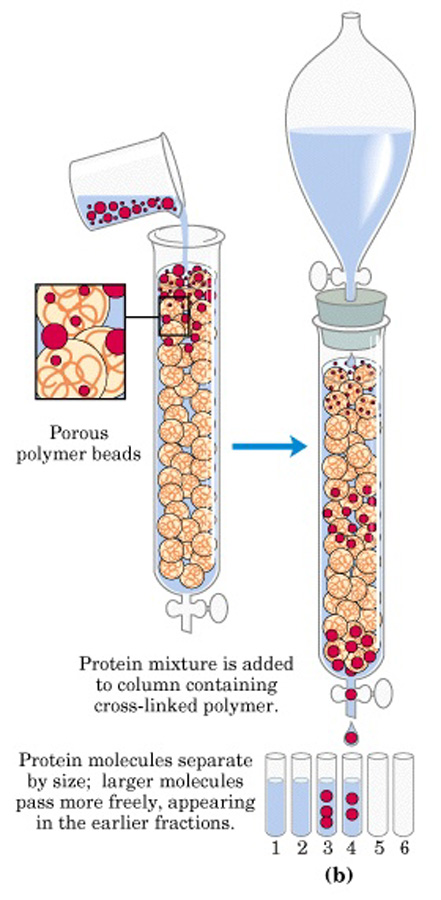 Porous
polymer beads
Protein mixture is added
to column containing
cross-linked polymer.
Protein molecules separate
by size; larger molecules
pass more freely, appearing
in the earlier fractions.
1 2 3 4 5 6
(b)